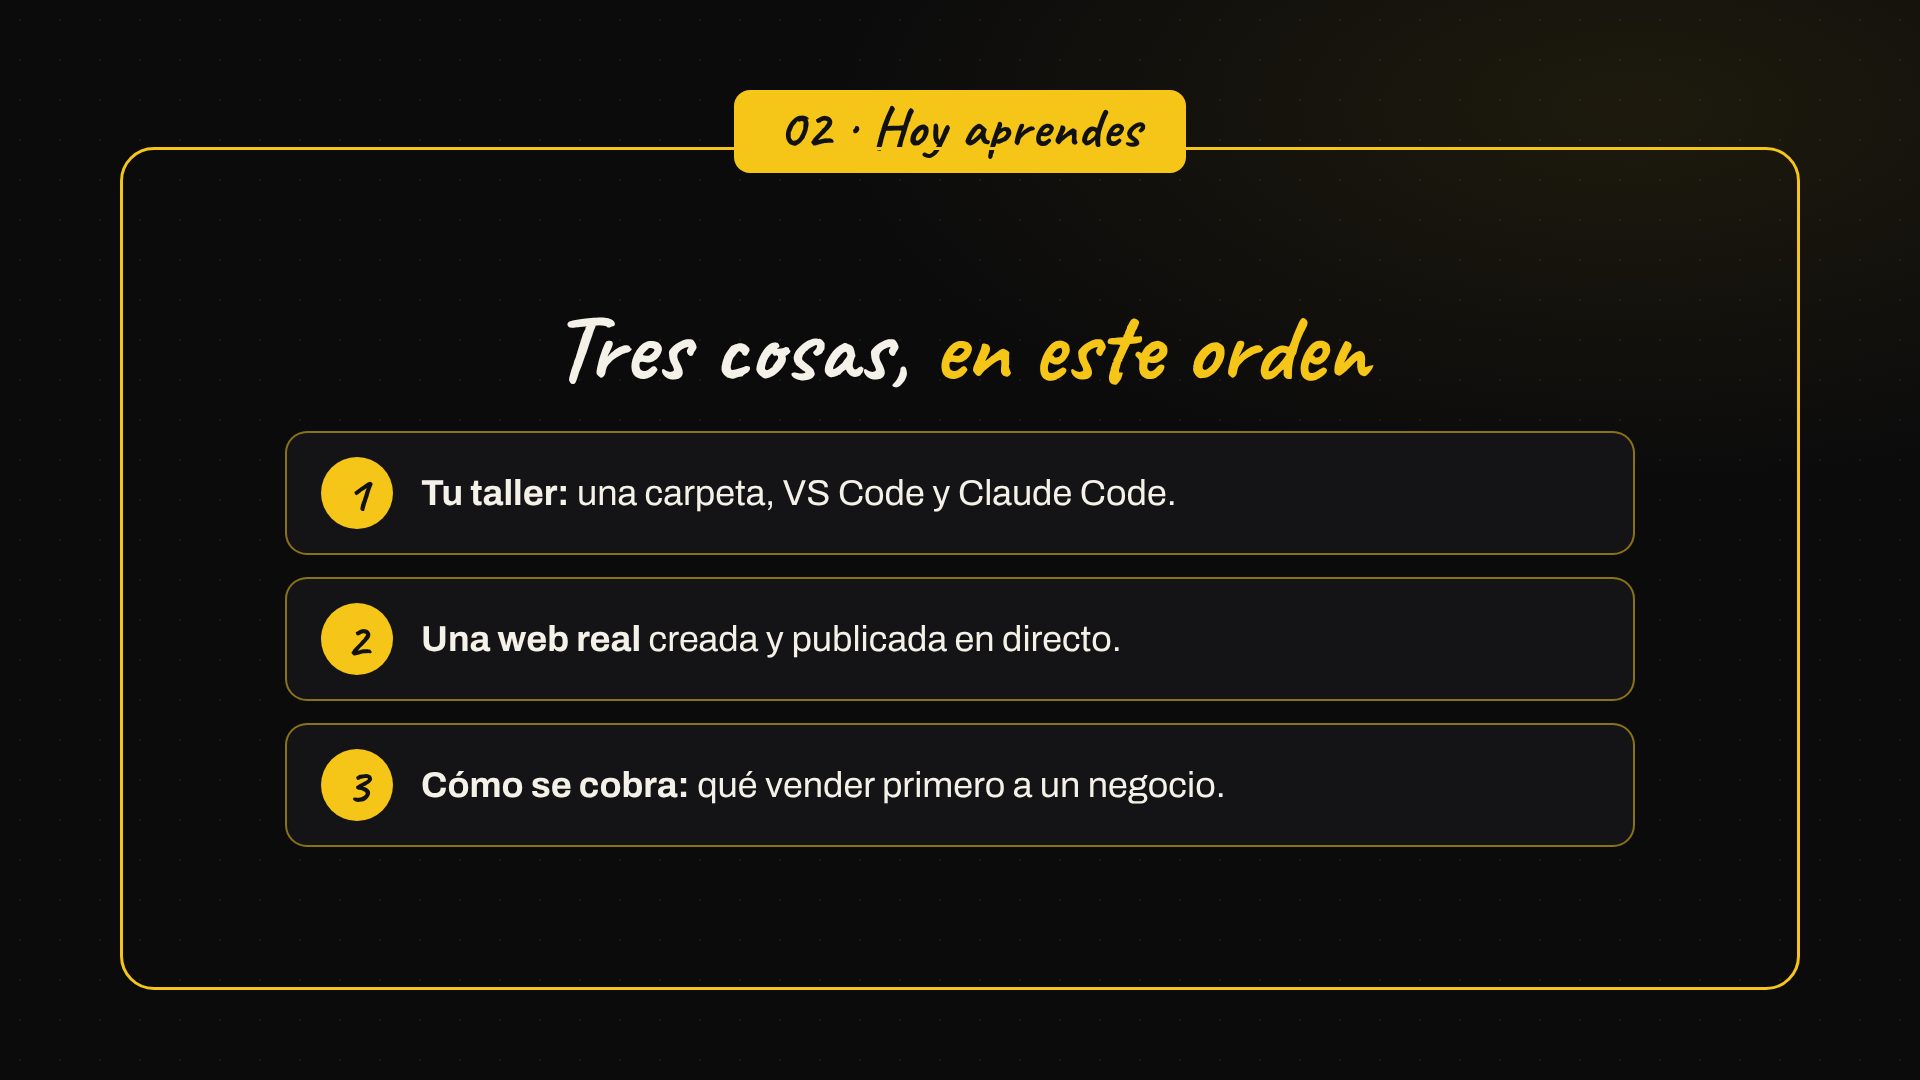 02 · Hoy aprendes
Tres cosas, en este orden
1 Tu taller: una carpeta, VS Code y Claude Code.
2 Una web real creada y publicada en directo.
3 Cómo se cobra: qué vender primero a un negocio.